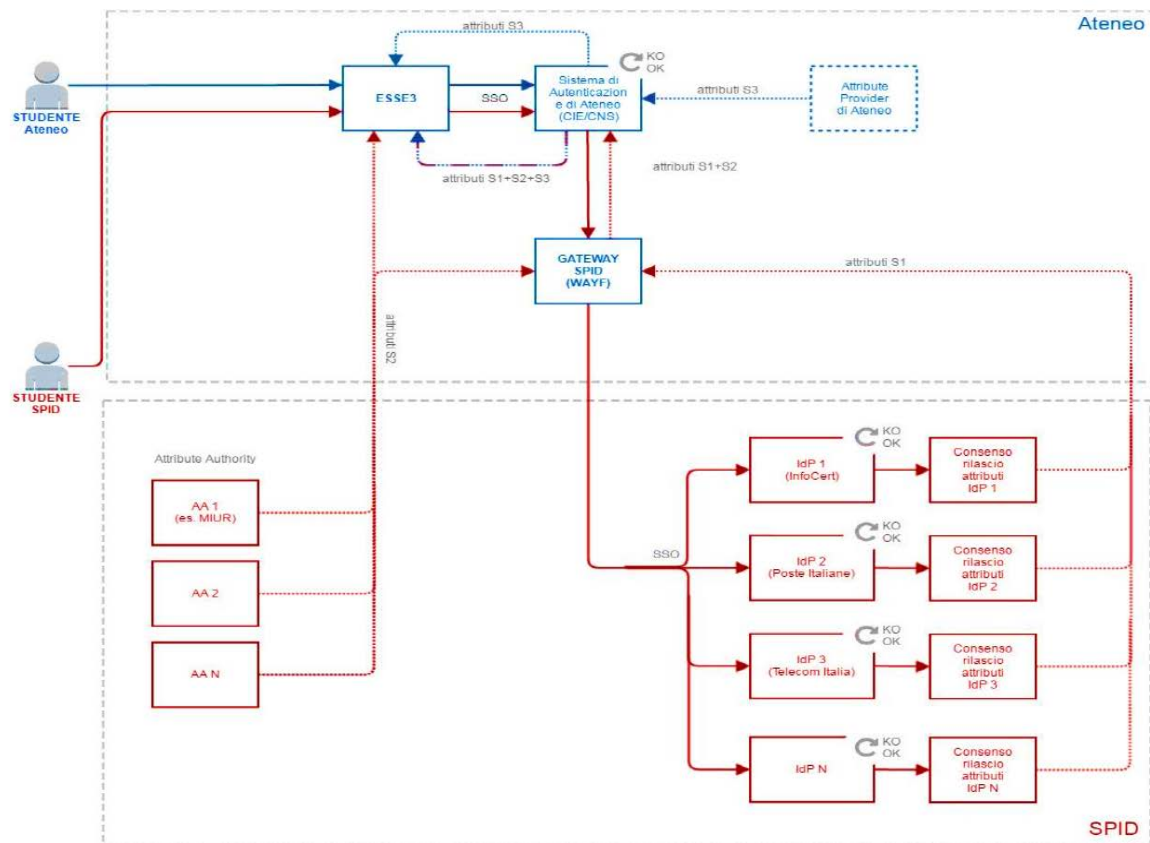 Ateneo
attributi S3
KO
OK
STUDENTE
Ateneo
ESSE3
SSO
Sistema di
Autenticazion
e di Ateneo
(CIE/CNS)
attributi S3
Attribute
Provider
di Ateneo
attributi S1+S2+S3
attributi S1+S2
GATEWAY
SPID
(WAYF)
attributi S1
attributi S2
STUDENTE
SPID
Attribute Authority
AA 1
(es. MIUR)
AA 2
AA N
SSO
KO
OK
IdP 1
(InfoCert)
Consenso
rilascio
attributi
IdP 1
KO
OK
IdP 2
(Poste Italiane)
Consenso
rilascio
attributi
IdP 2
KO
OK
IdP 3
(Telecom Italia)
Consenso
rilascio
attributi
IdP 3
KO
OK
IdP N
Consenso
rilascio
attributi
IdP N
SPID